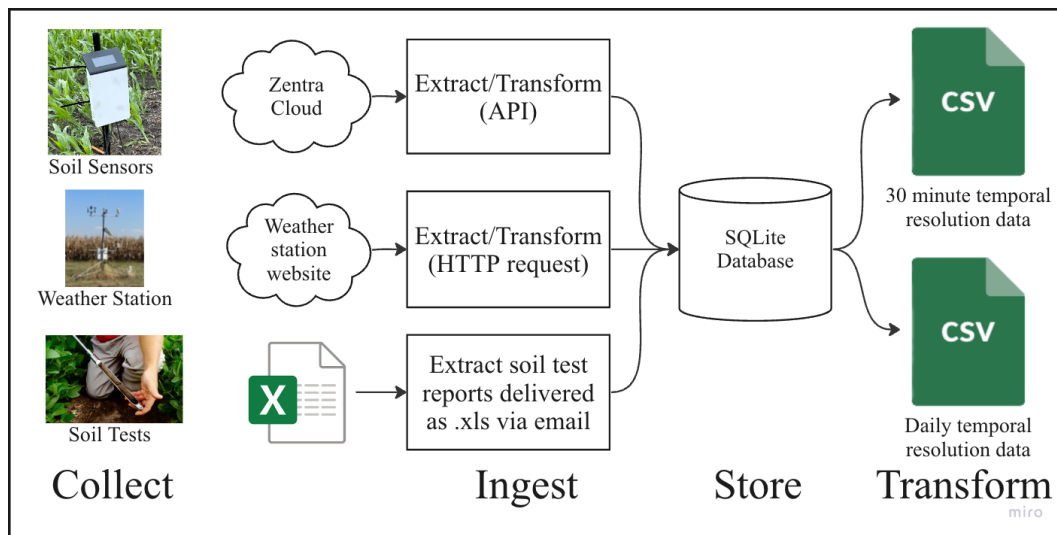 Soil Sensors
Weather Station
Soil Tests
Collect
Zentra
Cloud
Weather
station
website
X
Extract/Transform
(API)
Extract/Transform
(HTTP request)
Extract soil test
reports delivered
as .xls via email
Ingest
SQLite
Database
Store
CSV
30 minute temporal
resolution data
CSV
Daily temporal
resolution data
Transform
miro